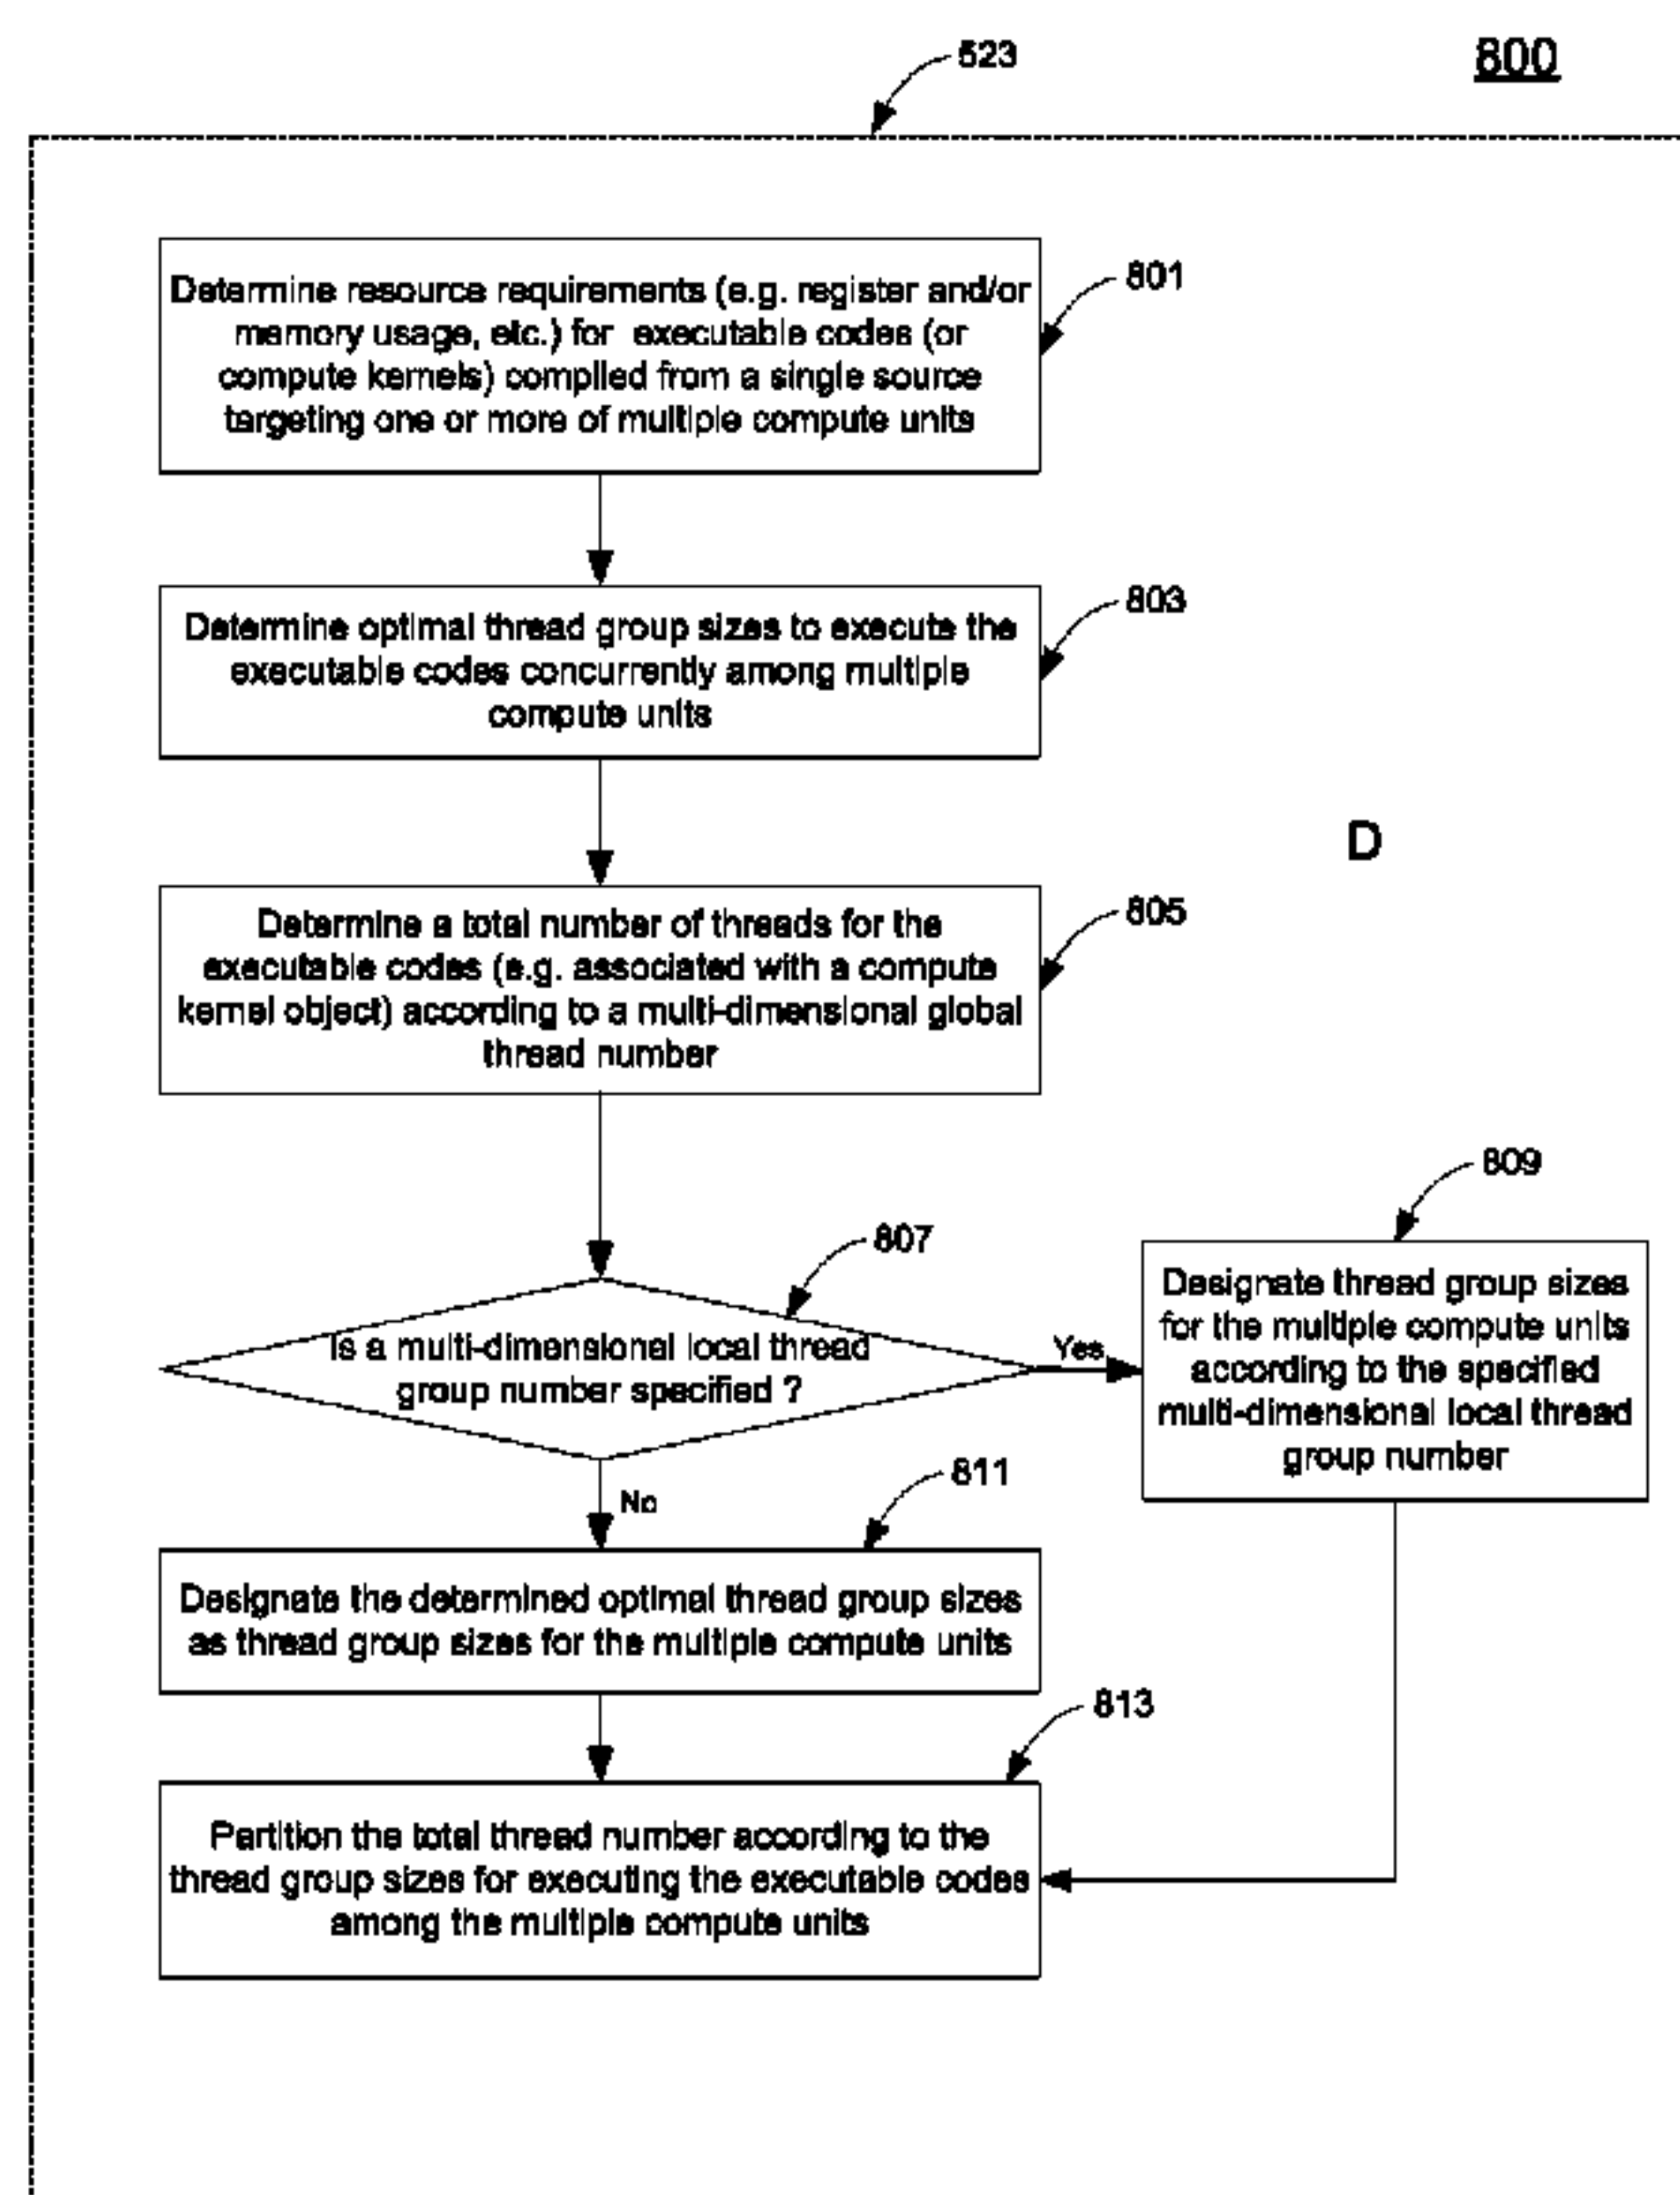 523
800
Determine resource requirements (e.g. register and/or
memory usage, etc.) for executable codes (or
compute kernels) compiled from a single source
targeting one or more of multiple compute units
801
Determine optimal thread group sizes to execute the
executable codes concurrently among multiple
compute units
803
D
Determine a total number of threads for the
executable codes (e.g. associated with a compute
kernel object) according to a multi-dimensional global
thread number
805
809
807
Is a multi-dimensional local thread
group number specified ?
Yes
Designate thread group sizes
for the multiple compute units
according to the specified
multi-dimensional local thread
group number
No
811
Designate the determined optimal thread group sizes
as thread group sizes for the multiple compute units
813
Partition the total thread number according to the
thread group sizes for executing the executable codes
among the multiple compute units